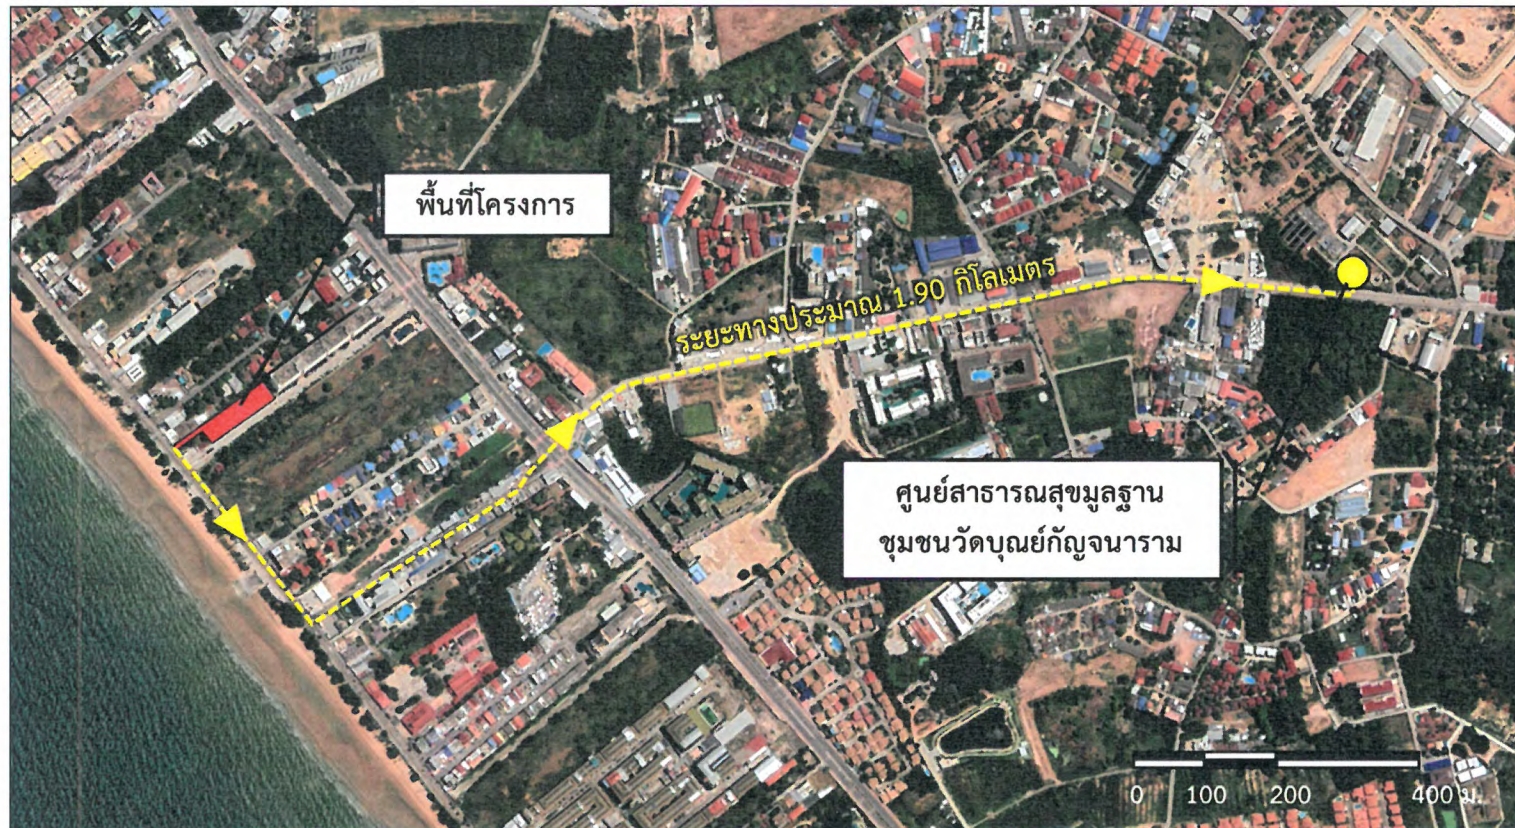 พื้นที่โครงการ
ระยะทางประมาณ 1.90 กิโลเมตร
ศูนย์สาธารณสุขมูลฐาน
ชุมชนวัดบุณย์กัญจนาราม
0 100 200 400 ม.